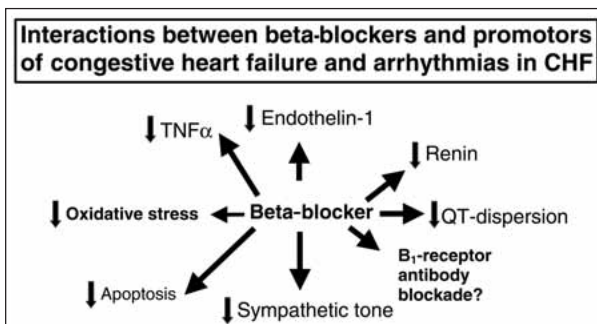 Interactions between beta-blockers and promotors
of congestive heart failure and arrhythmias in CHF
Endothelin-1
TNFα
Renin
Oxidative stress
Beta-blocker
QT-dispersion
B₁-receptor
antibody
blockade?
Apoptosis
Sympathetic tone